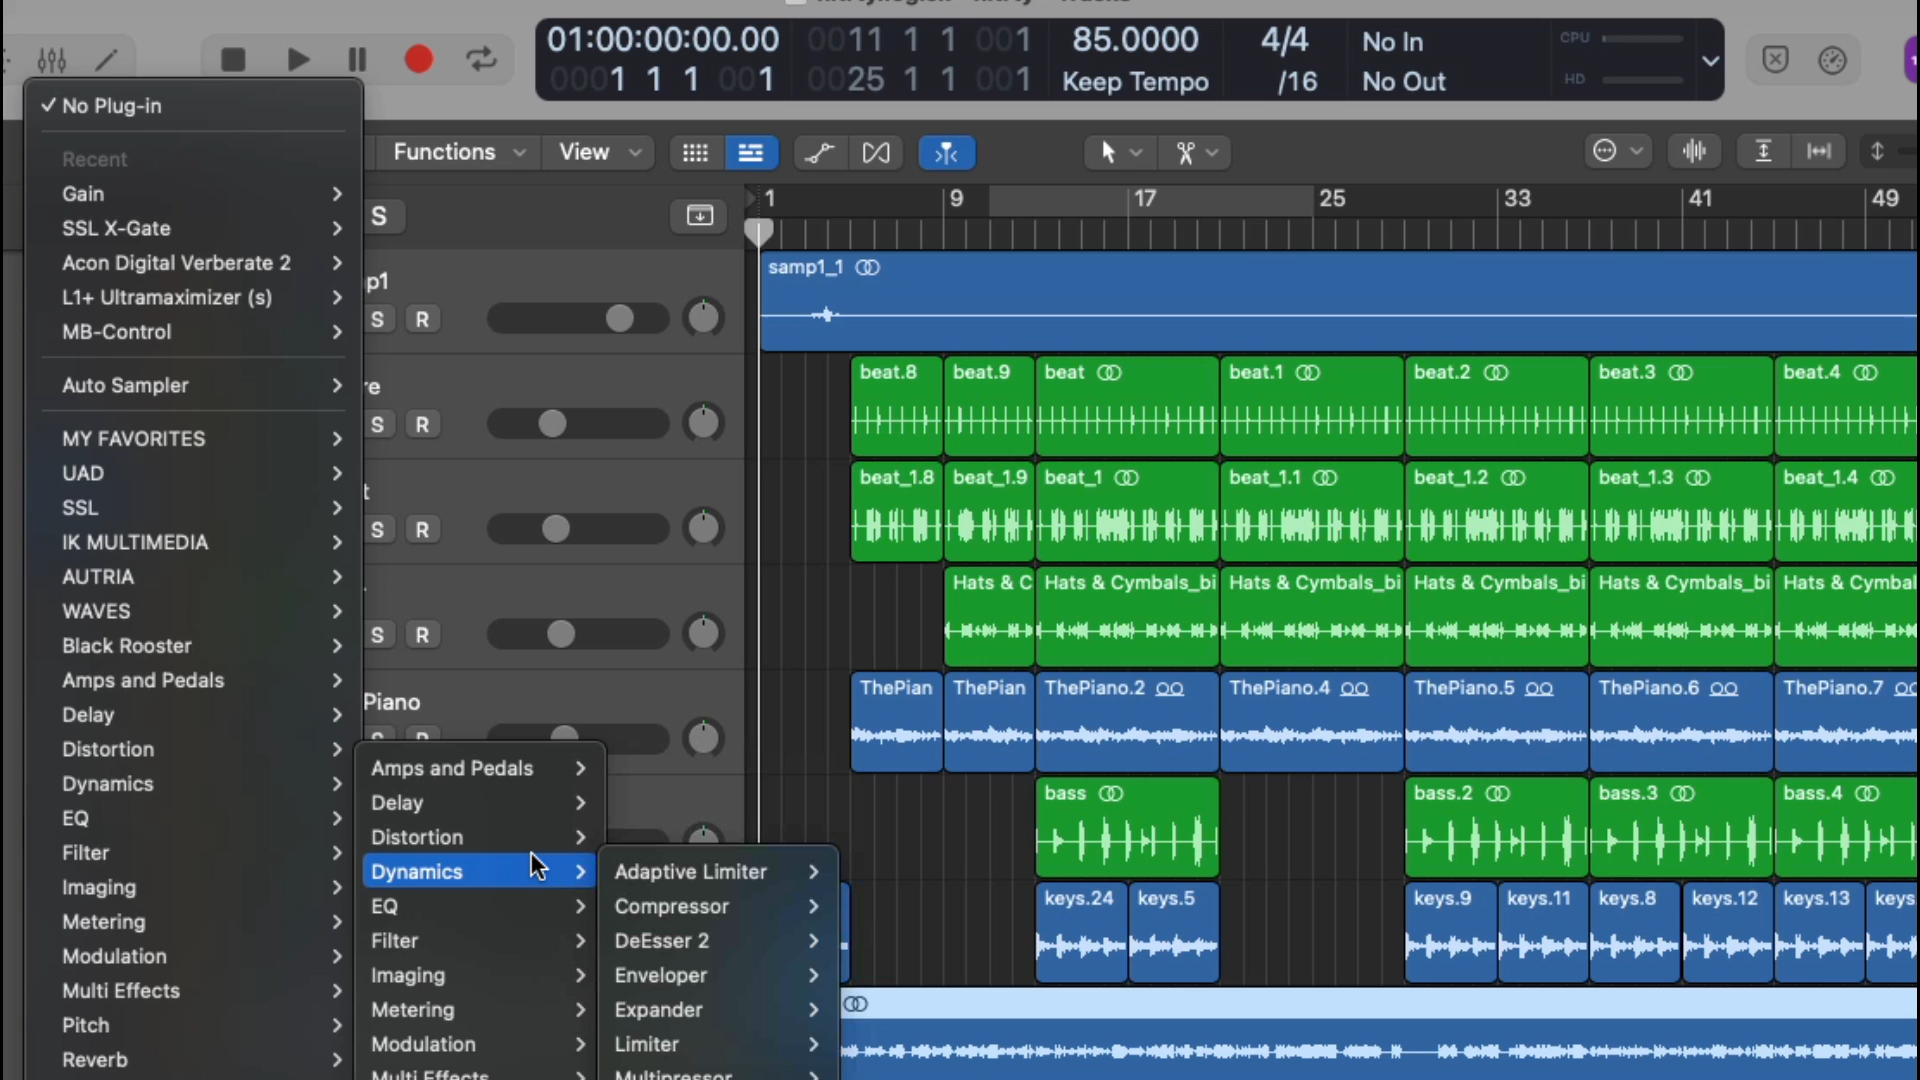 01:00:00:00.00
0001 1 1 001
0011 1 1 001
0025 1 1 001
85.0000
Keep Tempo
4/4
/16
No In
No Out
CPU
HD
✓ No Plug-in
Recent
Gain
SSL X-Gate
Acon Digital Verberate 2
L1+ Ultramaximizer (s)
MB-Control
Auto Sampler
MY FAVORITES
UAD
SSL
IK MULTIMEDIA
AUTRIA
WAVES
Black Rooster
Amps and Pedals
Delay
Distortion
Dynamics
EQ
Filter
Imaging
Metering
Modulation
Multi Effects
Pitch
Reverb
Amps and Pedals
Delay
Distortion
Dynamics
EQ
Filter
Imaging
Metering
Modulation
Multi Effects
Adaptive Limiter
Compressor
DeEsser 2
Enveloper
Expander
Limiter
Multipressor
Functions
View
1 9 17 25 33 41 49
S
p1
S R
re
S R
t
S R
S R
Piano
S R
samp1_1
beat.8 beat.9 beat beat.1 beat.2 beat.3 beat.4
beat_1.8 beat_1.9 beat_1 beat_1.1 beat_1.2 beat_1.3 beat_1.4
Hats & C Hats & Cymbals_bi Hats & Cymbals_bi Hats & Cymbals_bi Hats & Cymbals_bi Hats & Cymbal
ThePian ThePian ThePiano.2 ThePiano.4 ThePiano.5 ThePiano.6 ThePiano.7
bass bass.2 bass.3 bass.4
keys.24 keys.5 keys.9 keys.11 keys.8 keys.12 keys.13 keys